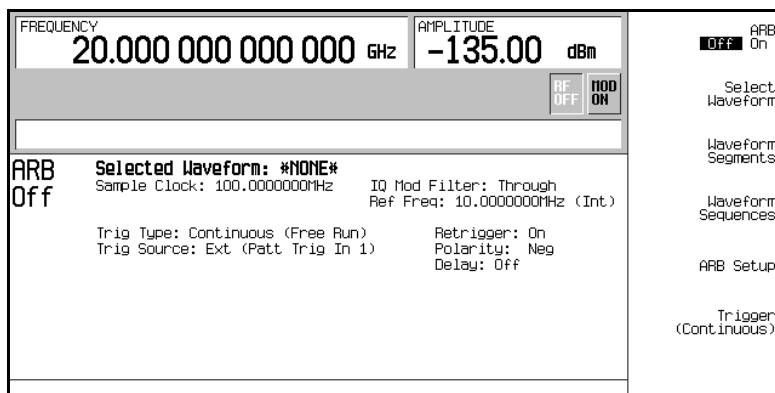 FREQUENCY
20.000 000 000 000 GHz
AMPLITUDE
-135.00 dBm
RF OFF
MOD ON
ARB Off
Selected Waveform: *NONE*
Sample Clock: 100.0000000MHz
IQ Mod Filter: Through
Ref Freq: 10.0000000MHz (Int)
Trig Type: Continuous (Free Run)
Retrigger: On
Trig Source: Ext (Patt Trig In 1)
Polarity: Neg
Delay: Off
ARB
Off On
Select
Waveform
Waveform
Segments
Waveform
Sequences
ARB Setup
Trigger
(Continuous)